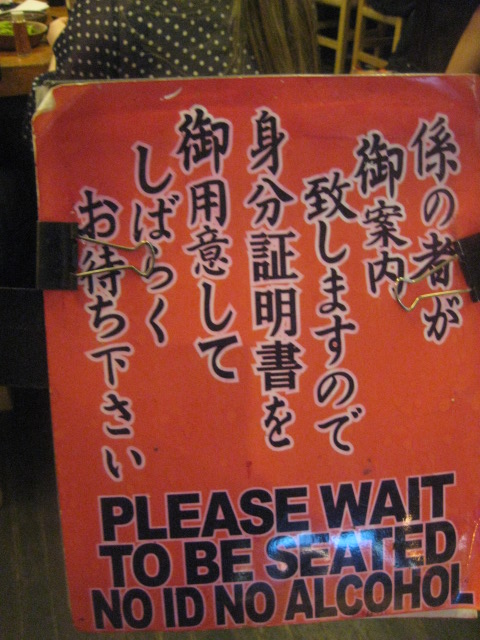 係の者が
御案内
致しますので
身分証明書を
御用意して
しばらく
お待ち下さい
PLEASE WAIT
TO BE SEATED
NO ID NO ALCOHOL